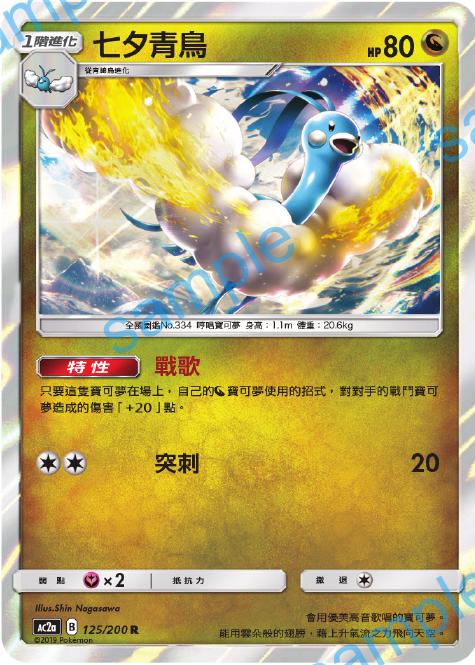 1階進化
七夕青鳥
HP 80
從青綿鳥進化
全國圖鑑No.334 哼唱寶可夢 身高:1.1m 體重:20.6kg
特性 戰歌
只要這隻寶可夢在場上,自己的寶可夢使用的招式,對對手的戰鬥寶可
夢造成的傷害「+20」點。
突刺 20
弱點 ×2 抵抗力 撤退
Illus.Shin Nagasawa
AC2a B 125/200 R
©2019 Pokémon
會用優美高音歌唱的寶可夢。
能用雲朵般的翅膀,藉上升氣流之力飛向天空。
sample
sample
sample
sample